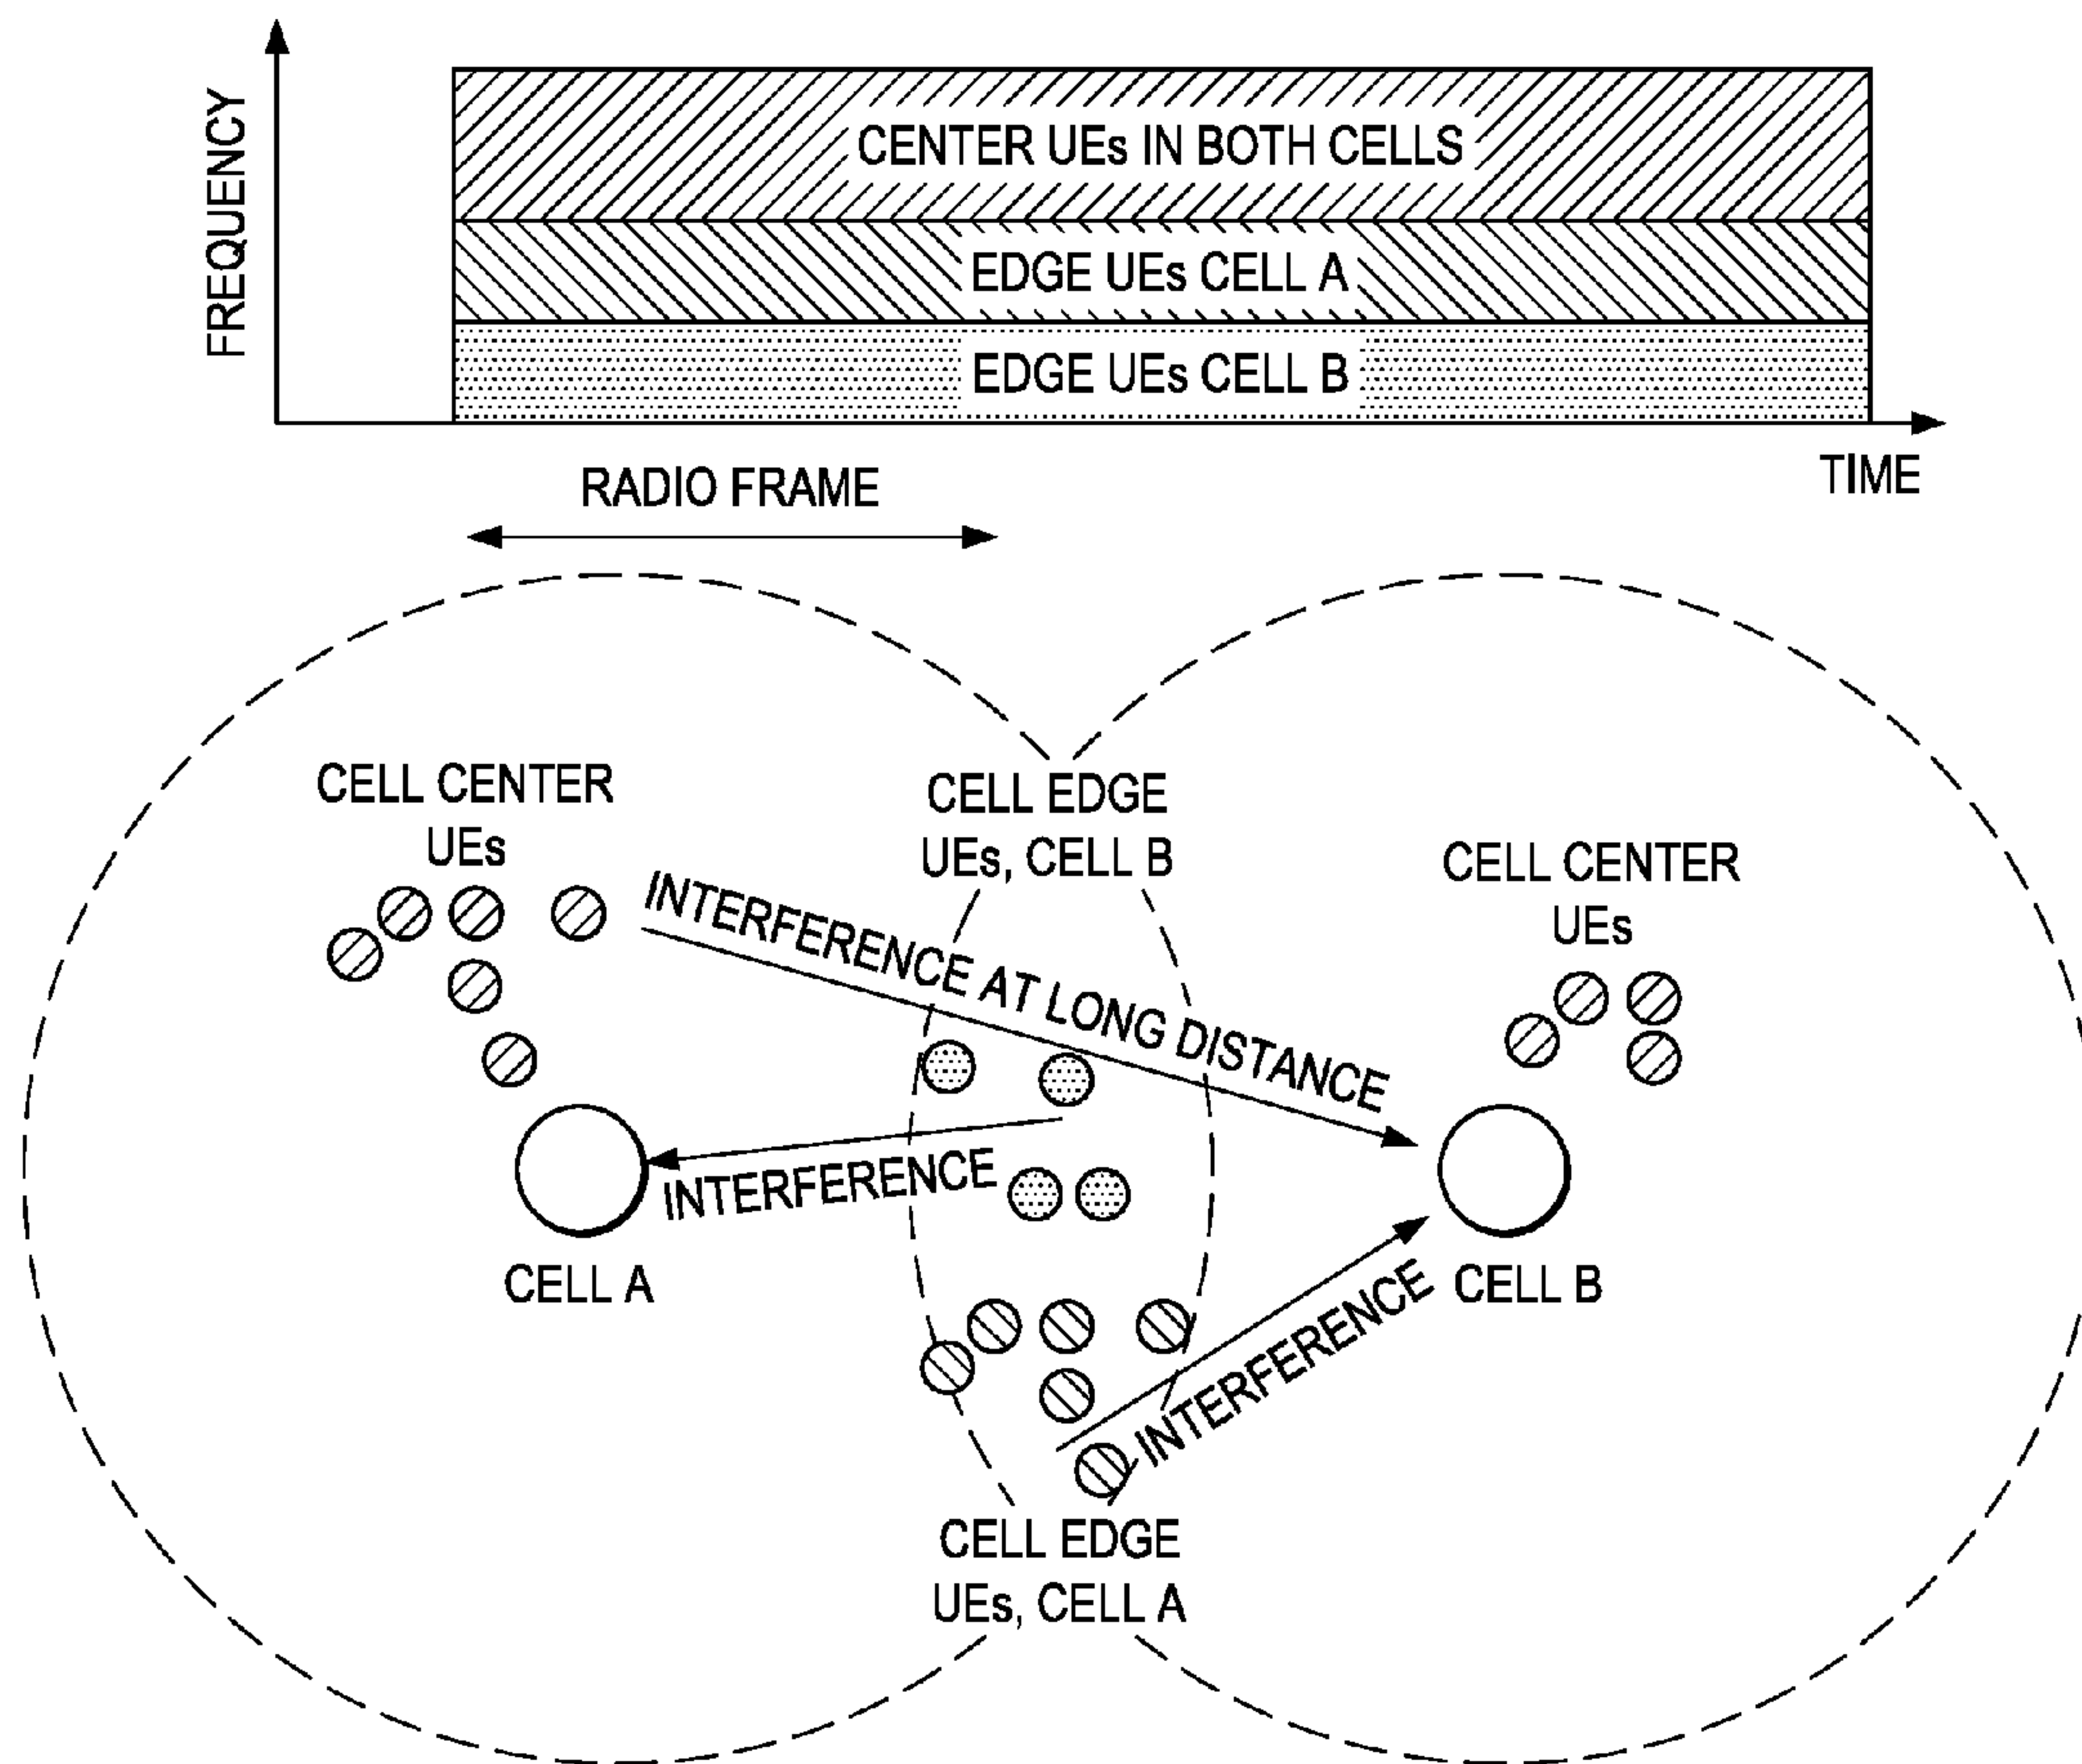 FREQUENCY
CENTER UEs IN BOTH CELLS
EDGE UEs CELL A
EDGE UEs CELL B
TIME
RADIO FRAME
CELL CENTER
UEs
CELL EDGE
UEs, CELL B
CELL CENTER
UEs
INTERFERENCE AT LONG DISTANCE
INTERFERENCE
CELL A
INTERFERENCE
CELL B
CELL EDGE
UEs, CELL A